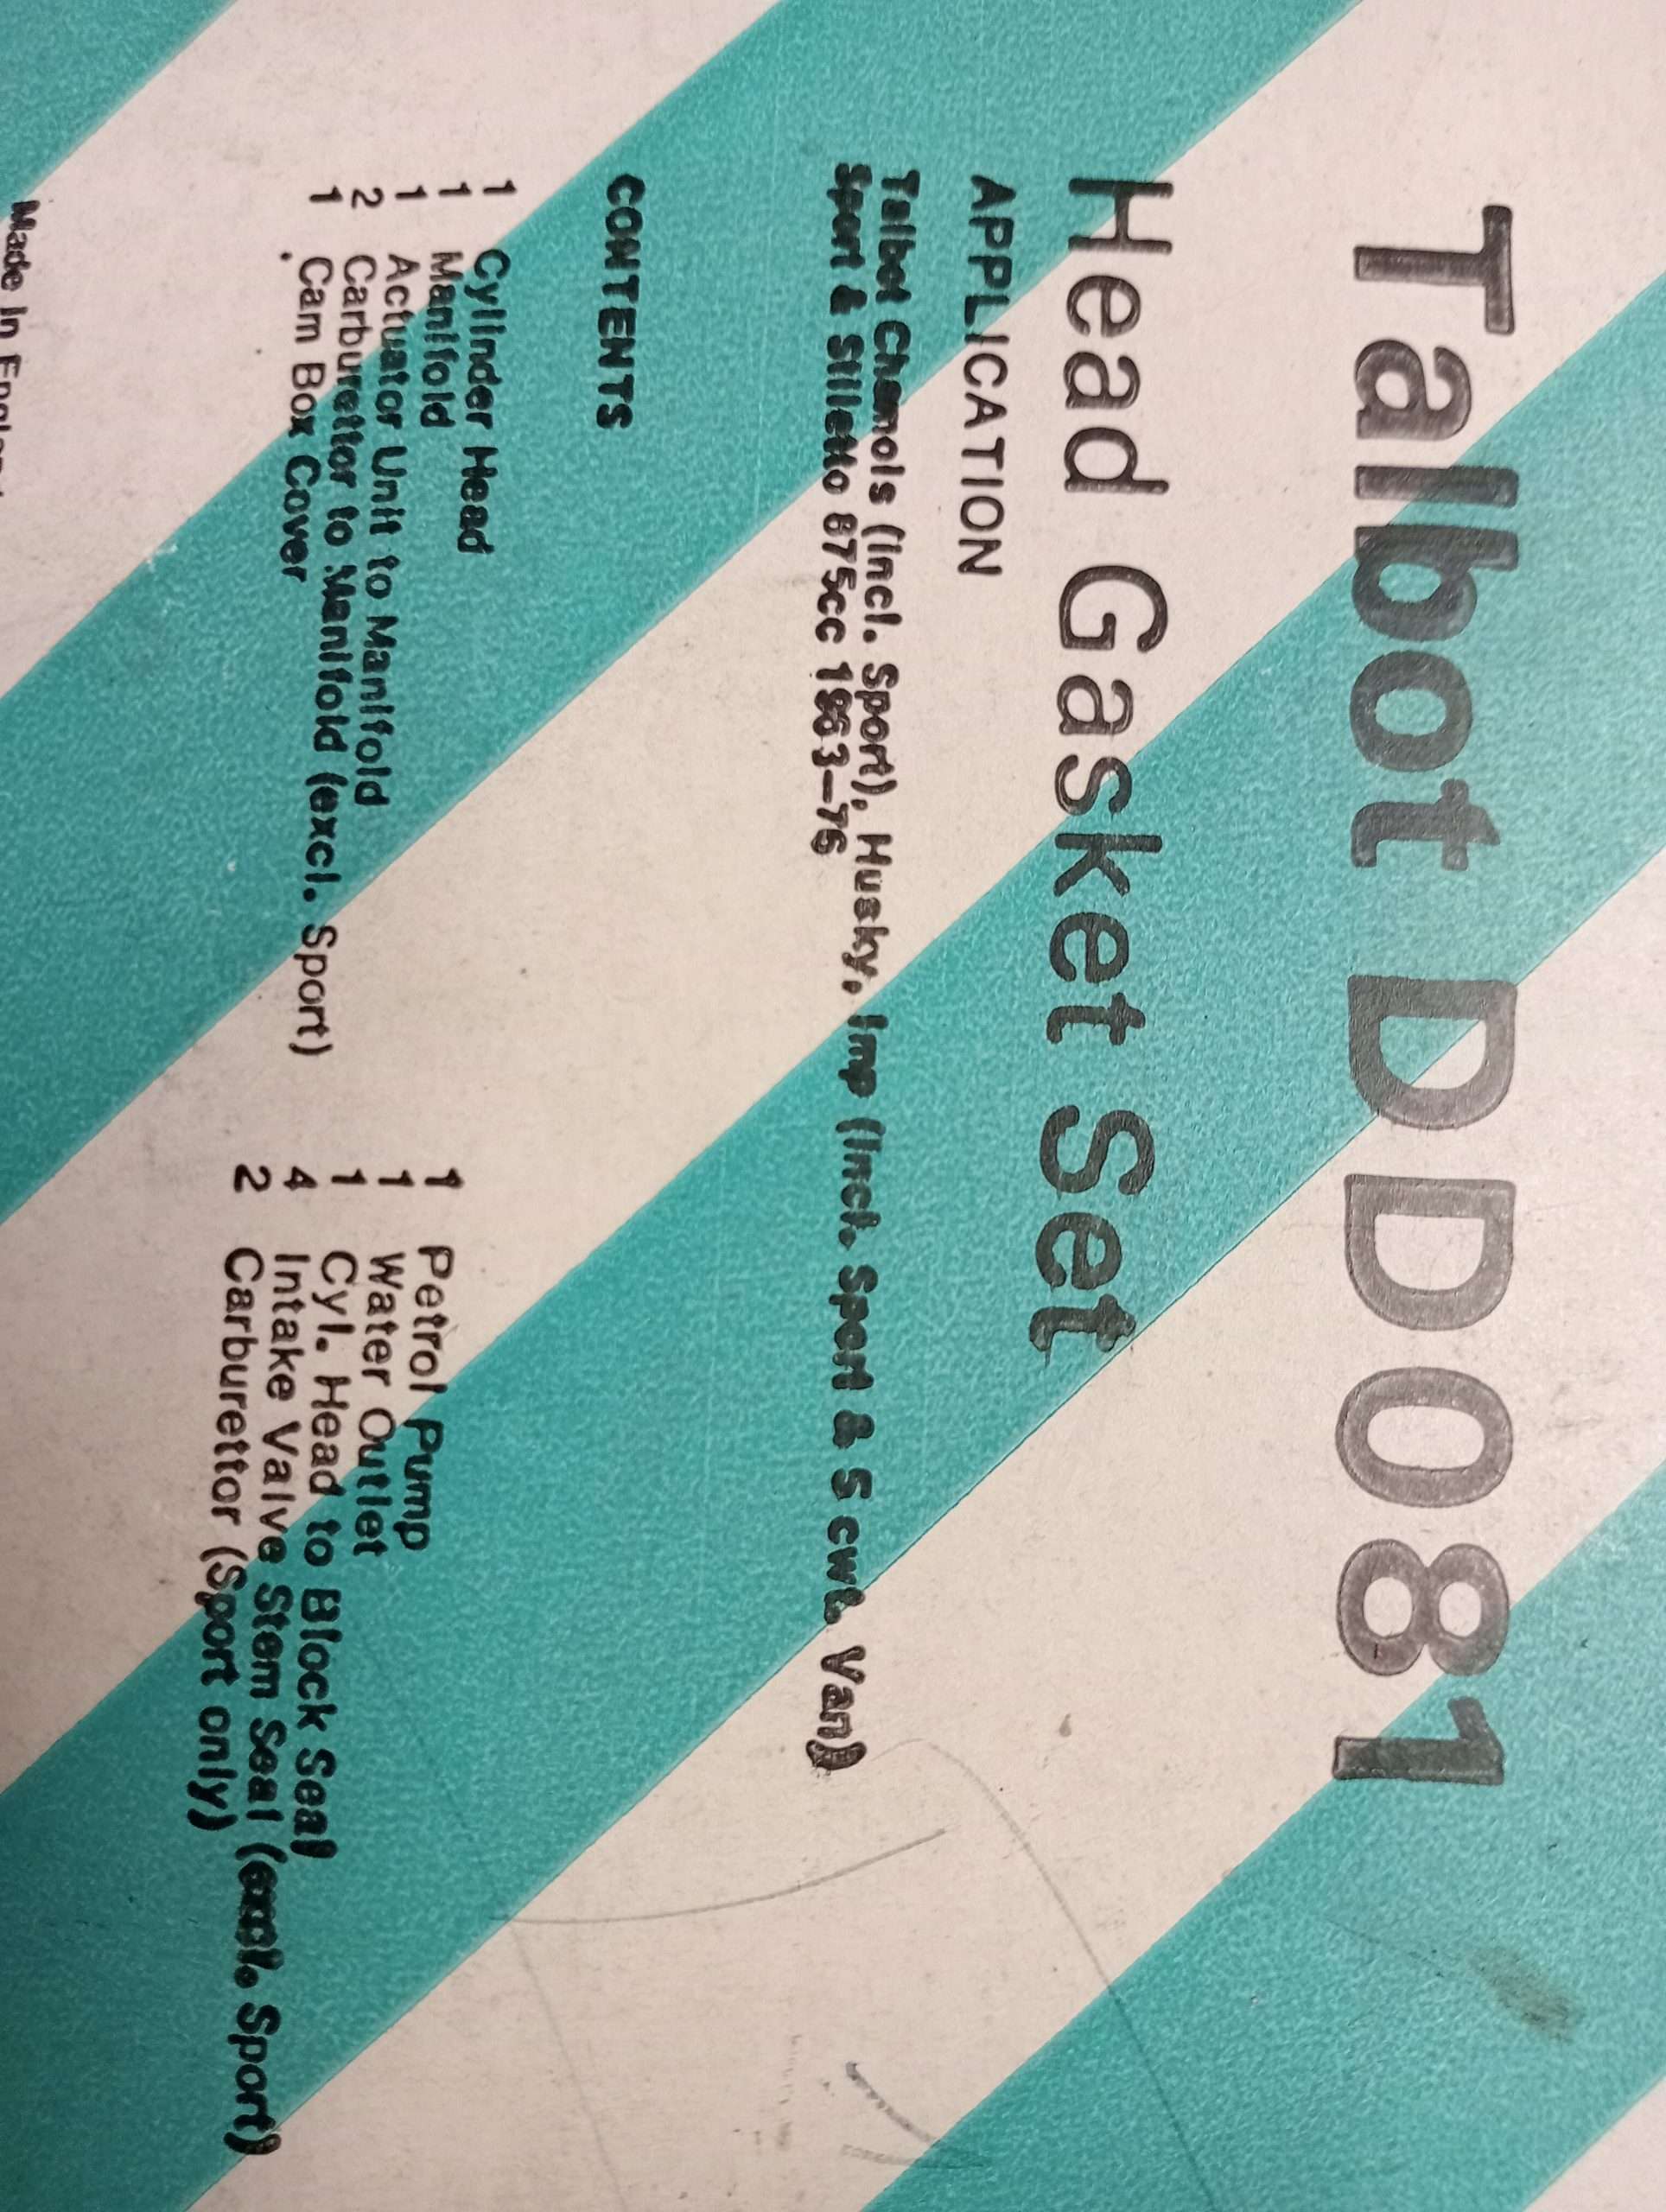 Talbot DD081
Head Gasket Set
APPLICATION
Talbot Chamois (incl. Sport), Husky, Imp (incl. Sport & 5 cwt. Van)
Sport & Stiletto 875cc 1963-76
CONTENTS
1 Cylinder Head
1 Manifold
1 Actuator Unit to Manifold
2 Carburettor to Manifold (excl. Sport)
1 Cam Box Cover
1 Petrol Pump
1 Water Outlet
1 Cyl. Head to Block Seal
4 Intake Valve Stem Seal (excl. Sport)
2 Carburettor (Sport only)
Made In